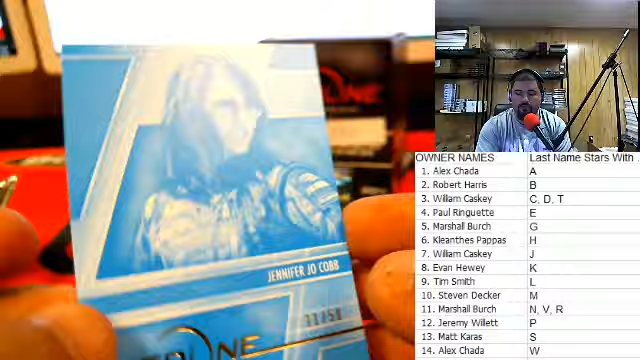 JENNIFER JO COBB
11/50
ONE
OWNER NAMES Last Name Stars With
1. Alex Chada A
2. Robert Harris B
3. William Caskey C, D, T
4. Paul Ringuette E
5. Marshall Burch G
6. Kleanthes Pappas H
7. William Caskey J
8. Evan Hewey K
9. Tim Smith L
10. Steven Decker M
11. Marshall Burch N, V, R
12. Jeremy Willett P
13. Matt Karas S
14. Alex Chada W